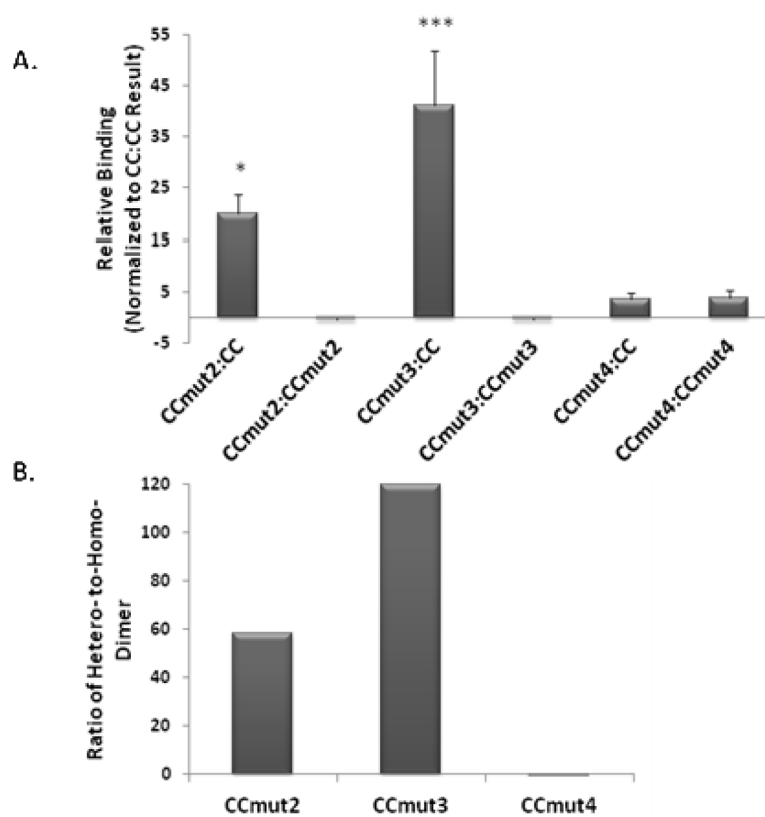 A.
Relative Binding
(Normalized to CC:CC Result)
55
45
35
25
15
5
-5
*
***
CCmut2:CC
CCmut2:CCmut2
CCmut3:CC
CCmut3:CCmut3
CCmut4:CC
CCmut4:CCmut4
B.
Ratio of Hetero- to-Homo-
Dimer
120
100
80
60
40
20
0
CCmut2
CCmut3
CCmut4